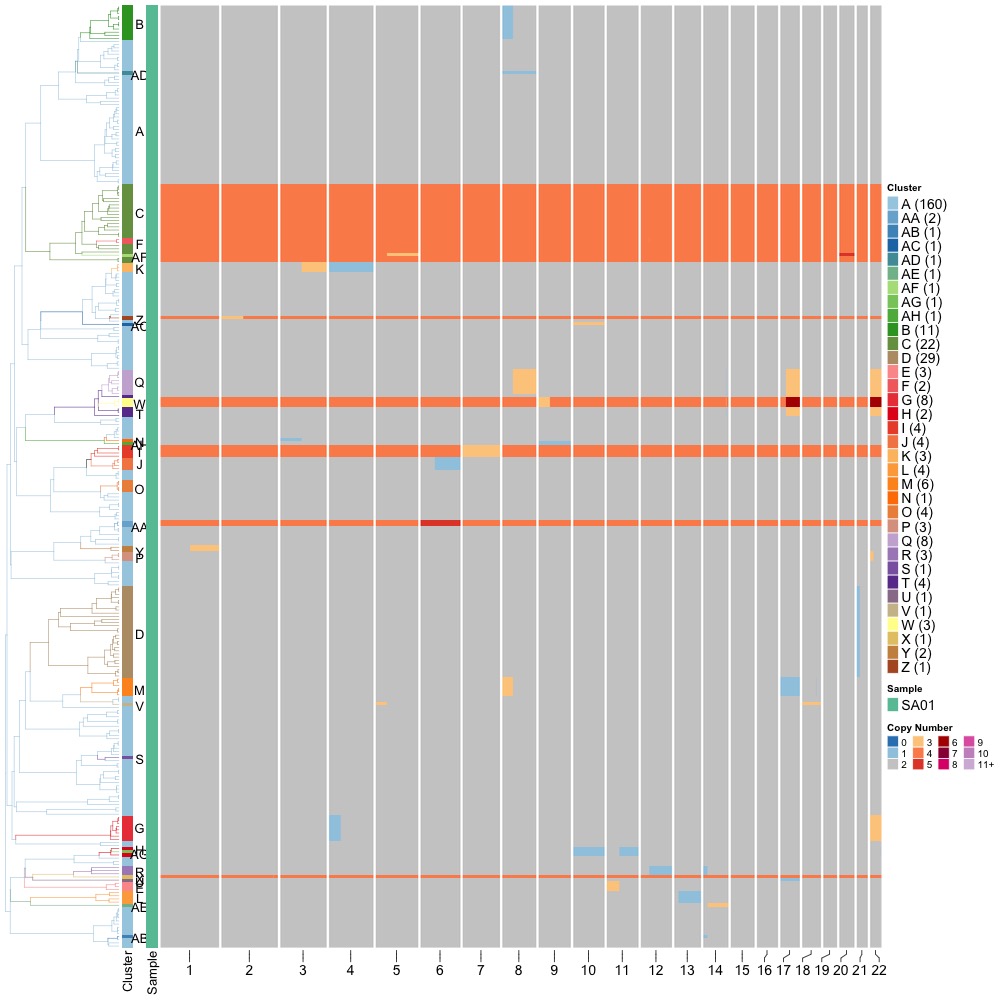 B
AD
A
C
F
AF
K
Z
AC
Q
W
T
N
I
J
O
AA
Y
P
D
M
V
S
G
H
AG
R
E
L
AE
AB
Cluster
Sample
1 2 3 4 5 6 7 8 9 10 11 12 13 14 15 16 17 18 19 20 21 22
Cluster
A (160)
AA (2)
AB (1)
AC (1)
AD (1)
AE (1)
AF (1)
AG (1)
AH (1)
B (11)
C (22)
D (29)
E (3)
F (2)
G (8)
H (2)
I (4)
J (4)
K (3)
L (4)
M (6)
N (1)
O (4)
P (3)
Q (8)
R (3)
S (1)
T (4)
U (1)
V (1)
W (3)
X (1)
Y (2)
Z (1)
Sample
SA01
Copy Number
0 3 6 9
1 4 7 10
2 5 8 11+